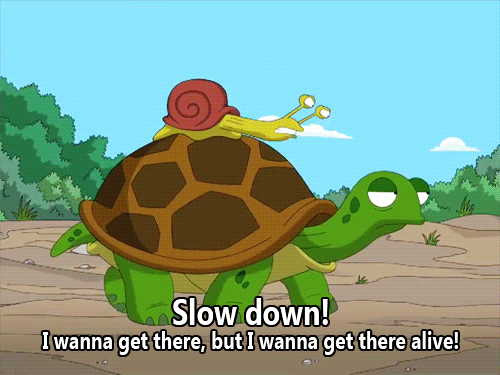 Slow down!
I wanna get there, but I wanna get there alive!